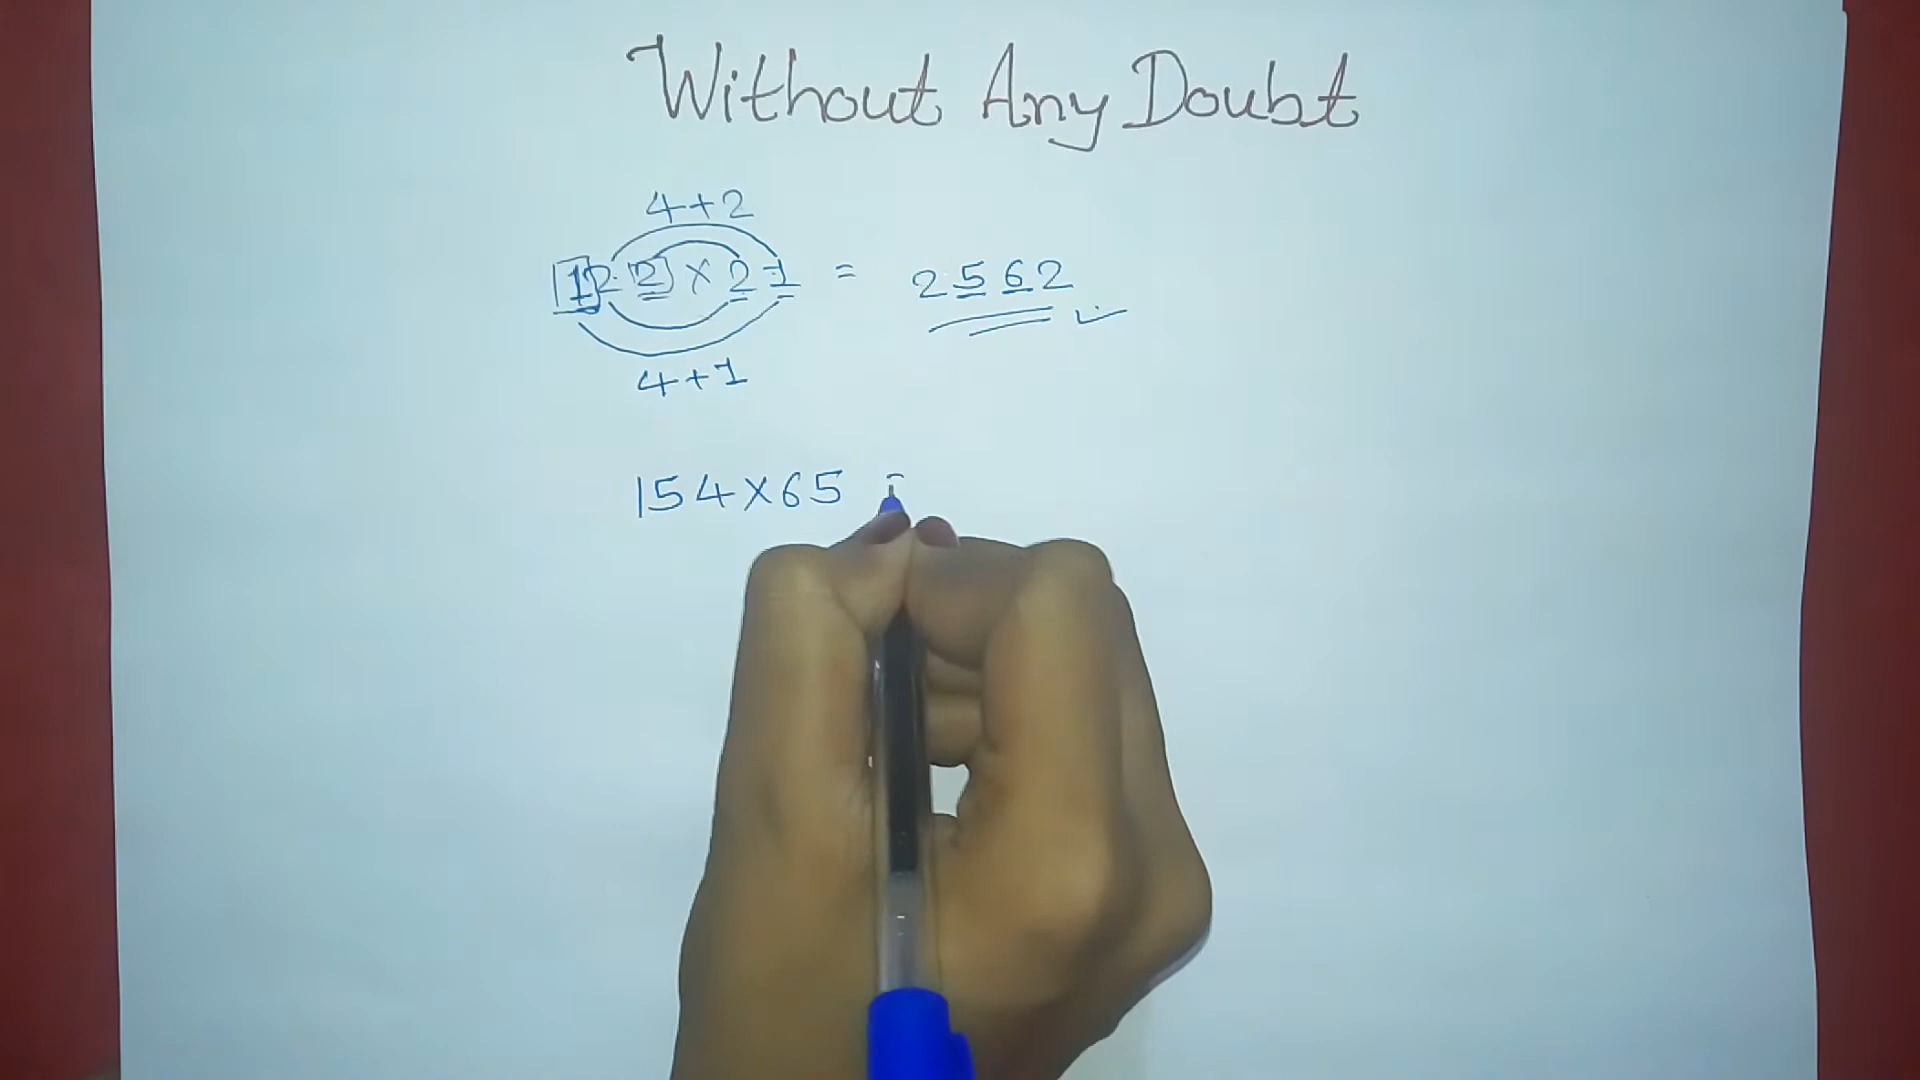 Without Any Doubt
4+2
122×21 = 2562
4+1
154×65 =